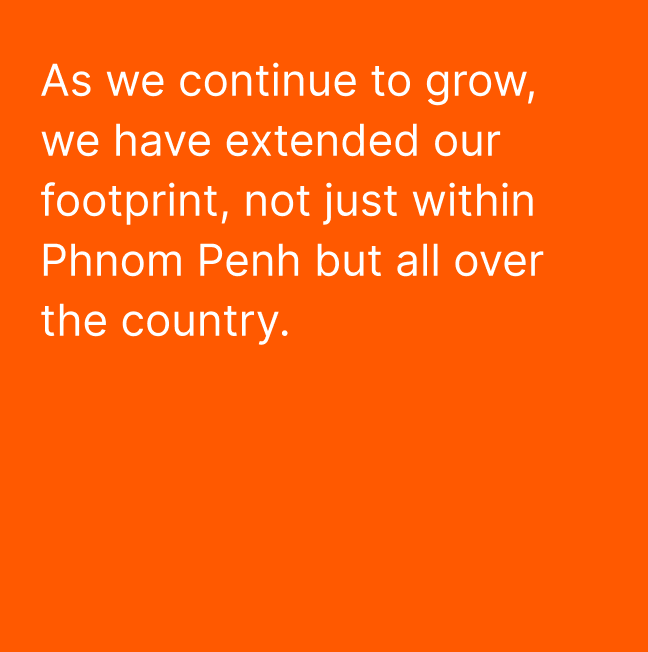 As we continue to grow,
we have extended our
footprint, not just within
Phnom Penh but all over
the country.